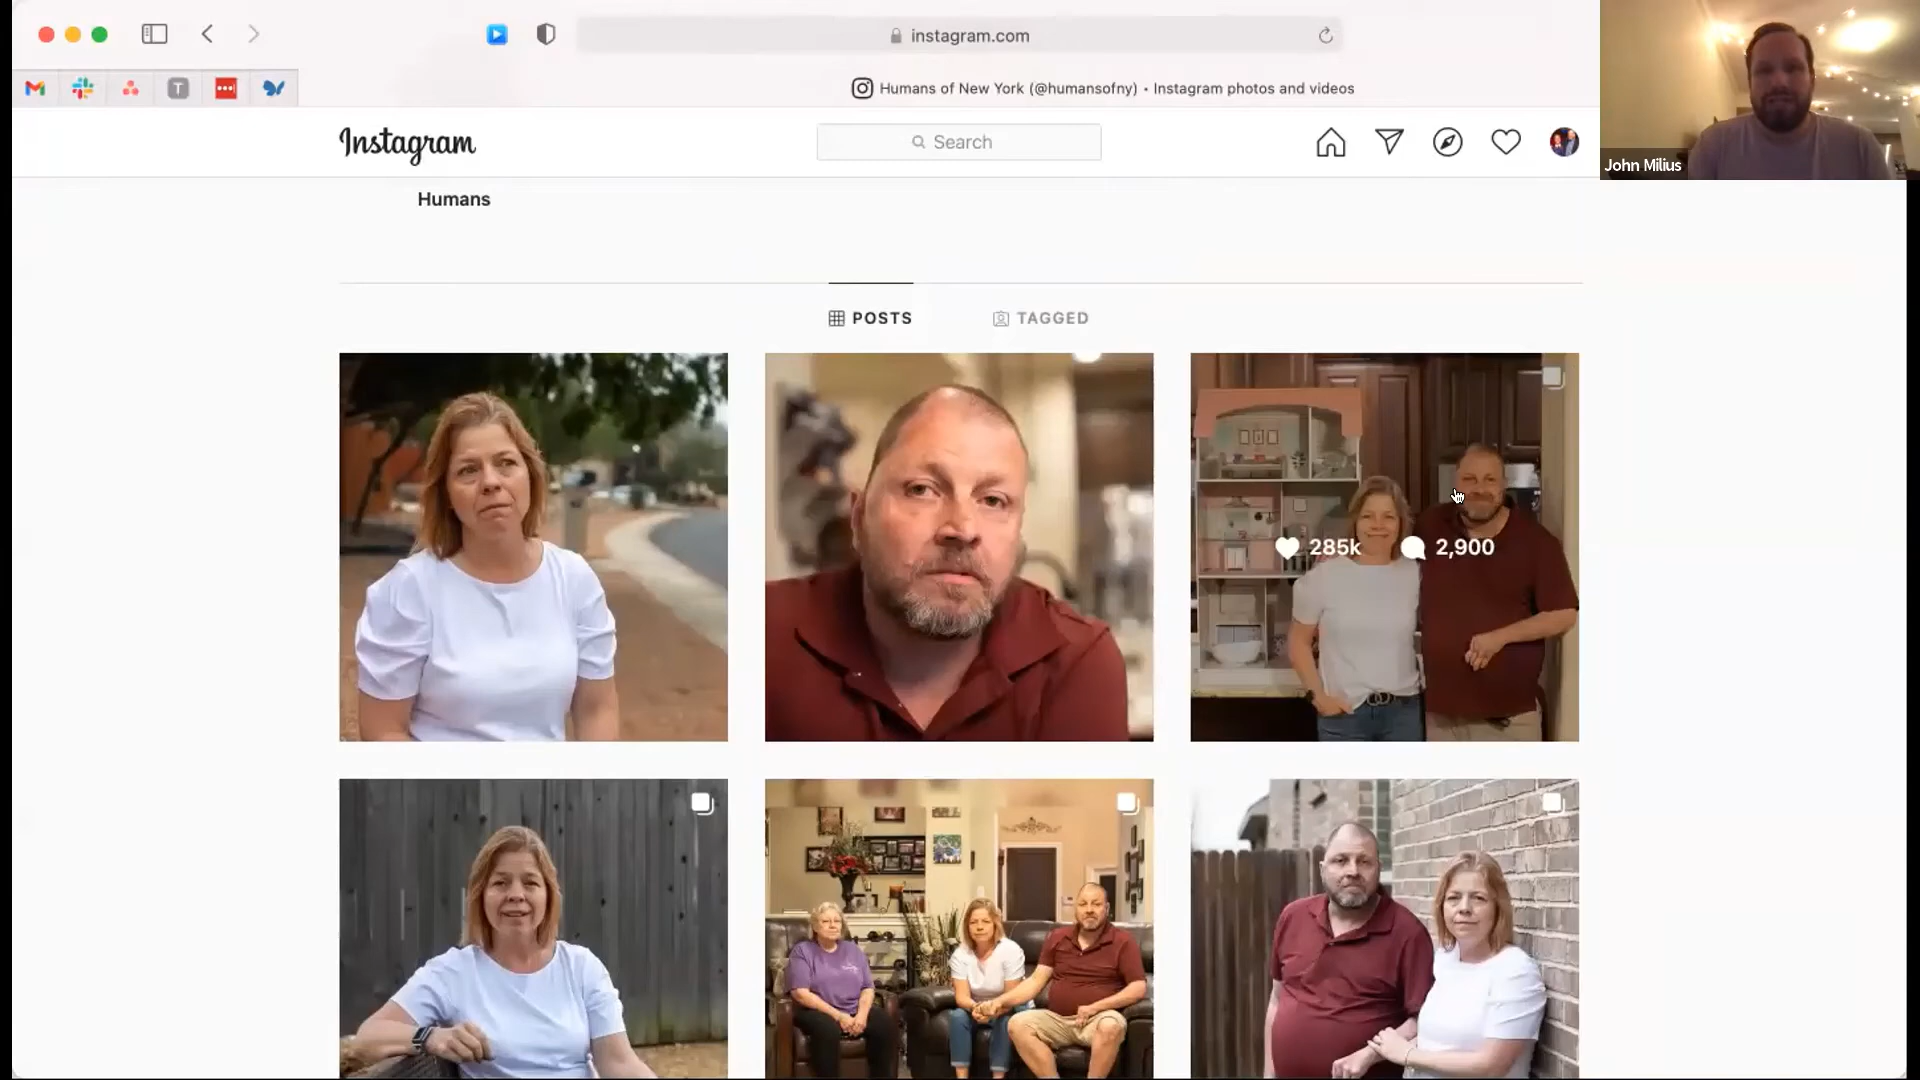 instagram.com
T
Humans of New York (@humansofny) • Instagram photos and videos
Instagram
Search
John Milius
Humans
POSTS
TAGGED
285k
2,900